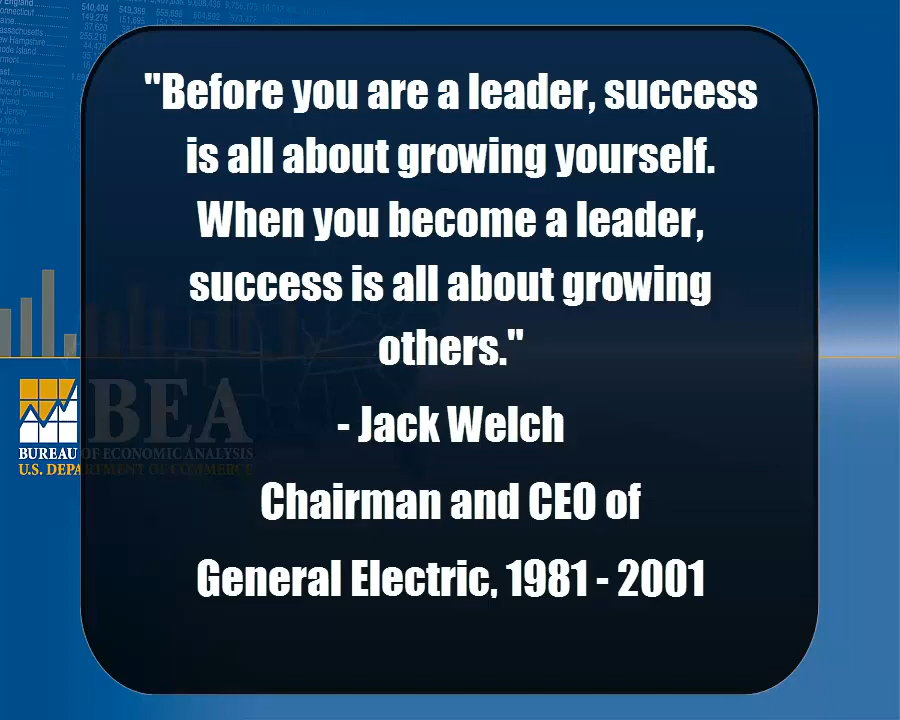 "Before you are a leader, success
is all about growing yourself.
When you become a leader,
success is all about growing
others."
- Jack Welch
Chairman and CEO of
General Electric, 1981 - 2001
BEA
BUREAU OF ECONOMIC ANALYSIS
U.S. DEPARTMENT OF COMMERCE